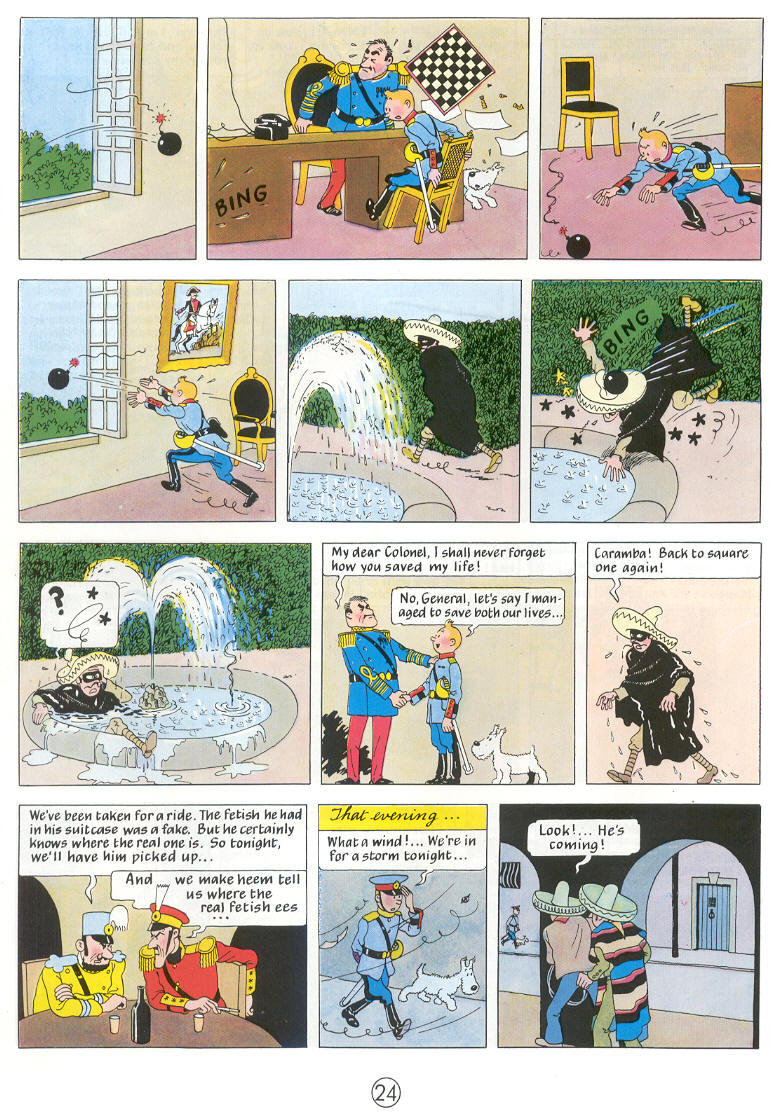 BING
BING
?
My dear Colonel, I shall never forget
how you saved my life!
No, General, let's say I man-
aged to save both our lives...
Caramba! Back to square
one again!
We've been taken for a ride. The fetish he had
in his suitcase was a fake. But he certainly
knows where the real one is. So tonight,
we'll have him picked up...
And we make heem tell
us where the
real fetish ees
...
That evening ...
What a wind!... We're in
for a storm tonight...
Look!... He's
coming!
24